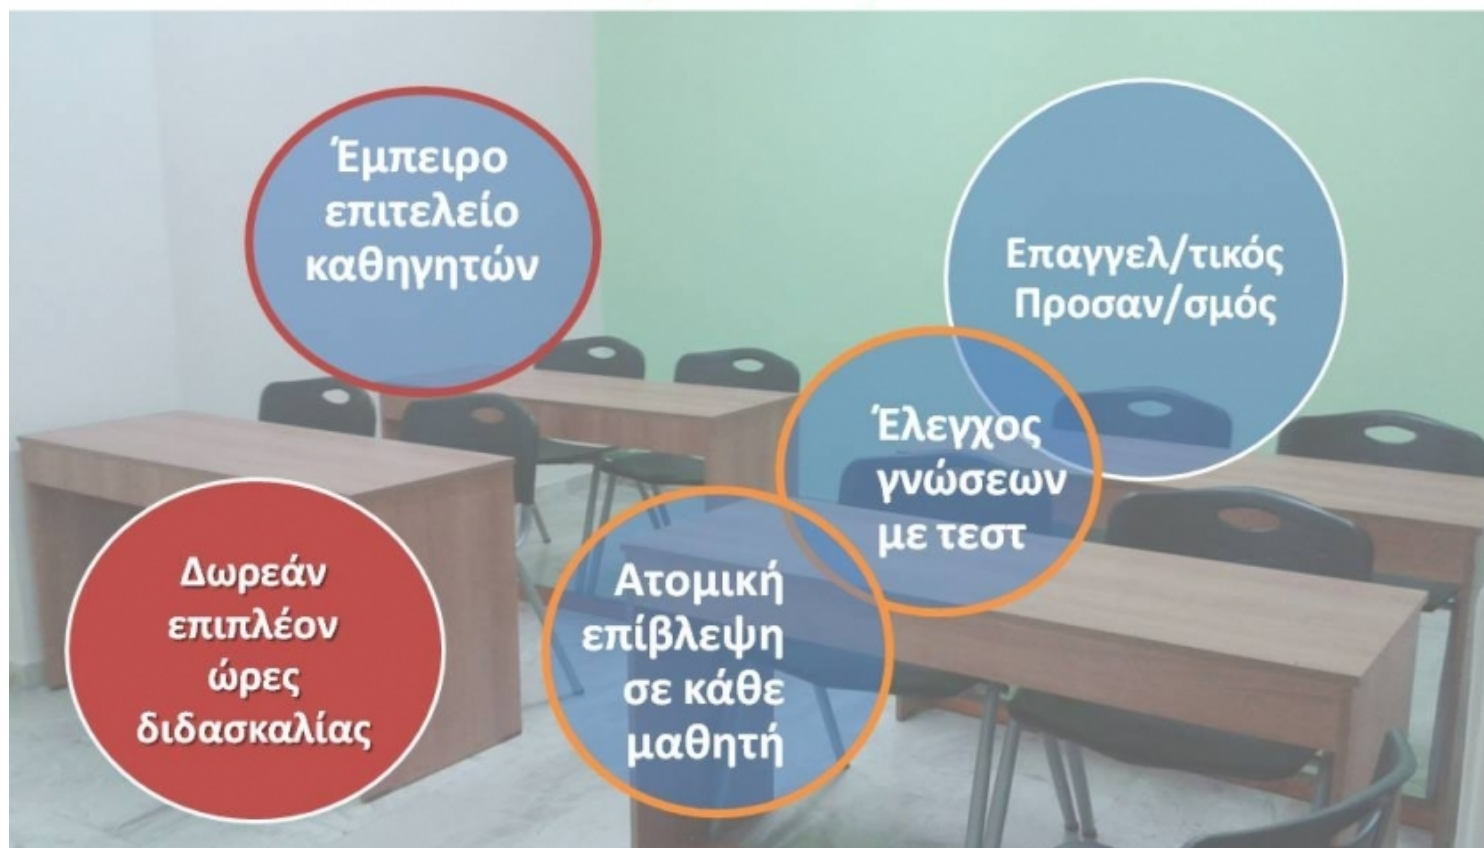 Έμπειρο
επιτελείο
καθηγητών
Επαγγελ/τικός
Προσαν/σμός
Έλεγχος
γνώσεων
με τεστ
Δωρεάν
επιπλέον
ώρες
διδασκαλίας
Ατομική
επίβλεψη
σε κάθε
μαθητή